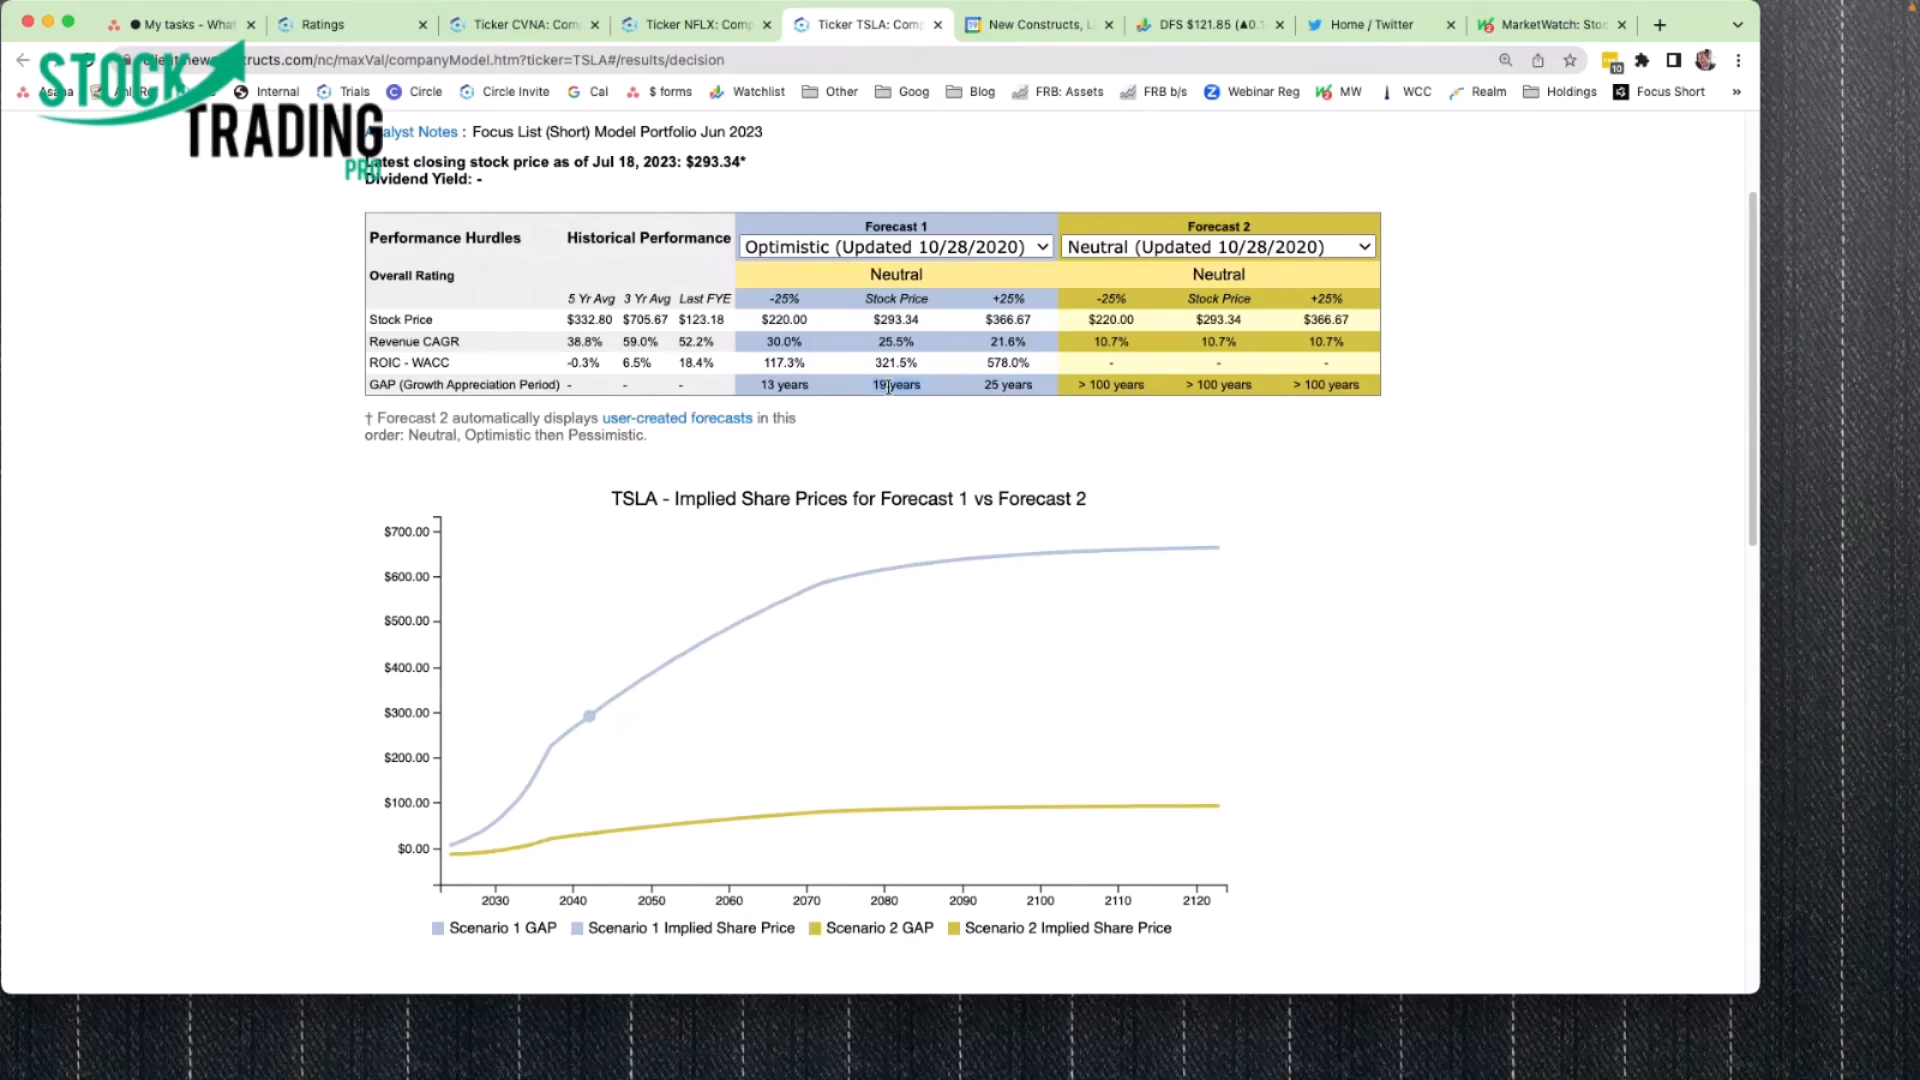 My tasks - What
Ratings
Ticker CVNA: Com
Ticker NFLX: Comp
Ticker TSLA: Com
New Constructs, L
DFS $121.85 (▲0.
Home / Twitter
MarketWatch: Stoc
ructs.com/nc/maxVal/companyModel.htm?ticker=TSLA#/results/decision
10
Internal
Trials
Circle
Circle Invite
Cal
$ forms
Watchlist
Other
Goog
Blog
FRB: Assets
FRB b/s
Webinar Reg
MW
WCC
Realm
Holdings
Focus Short
»
STOCK
TRADING
PRO
Analyst Notes : Focus List (Short) Model Portfolio Jun 2023
Latest closing stock price as of Jul 18, 2023: $293.34*
Dividend Yield: -
Performance Hurdles Historical Performance Forecast 1 Forecast 2
Optimistic (Updated 10/28/2020) Neutral (Updated 10/28/2020)
Overall Rating Neutral Neutral
5 Yr Avg 3 Yr Avg Last FYE -25% Stock Price +25% -25% Stock Price +25%
Stock Price $332.80 $705.67 $123.18 $220.00 $293.34 $366.67 $220.00 $293.34 $366.67
Revenue CAGR 38.8% 59.0% 52.2% 30.0% 25.5% 21.6% 10.7% 10.7% 10.7%
ROIC - WACC -0.3% 6.5% 18.4% 117.3% 321.5% 578.0% - - -
GAP (Growth Appreciation Period) - - - 13 years 19 years 25 years > 100 years > 100 years > 100 years
† Forecast 2 automatically displays user-created forecasts in this
order: Neutral, Optimistic then Pessimistic.
TSLA - Implied Share Prices for Forecast 1 vs Forecast 2
$700.00
$600.00
$500.00
$400.00
$300.00
$200.00
$100.00
$0.00
2030 2040 2050 2060 2070 2080 2090 2100 2110 2120
Scenario 1 GAP Scenario 1 Implied Share Price Scenario 2 GAP Scenario 2 Implied Share Price